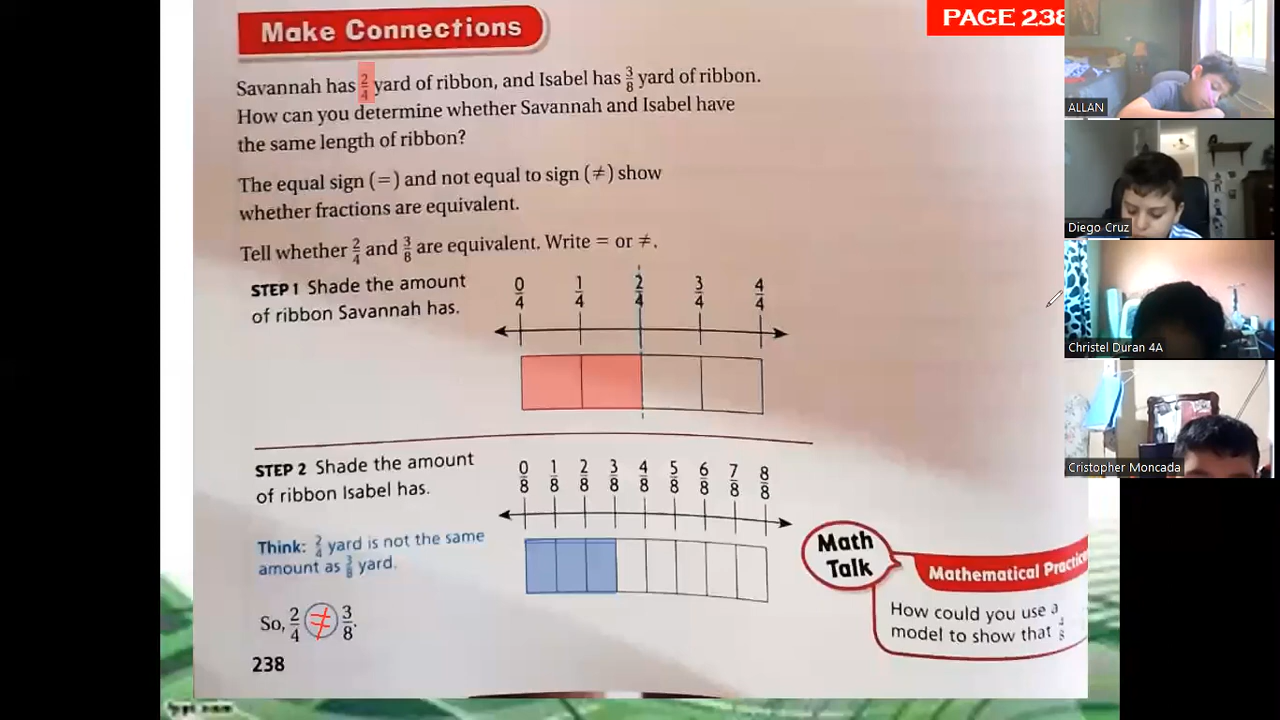 Make Connections
PAGE 238
Savannah has 2/4 yard of ribbon, and Isabel has 3/8 yard of ribbon.
How can you determine whether Savannah and Isabel have
the same length of ribbon?
The equal sign (=) and not equal to sign (≠) show
whether fractions are equivalent.
Tell whether 2/4 and 3/8 are equivalent. Write = or ≠.
STEP 1 Shade the amount
of ribbon Savannah has.
0/4 1/4 2/4 3/4 4/4
STEP 2 Shade the amount
of ribbon Isabel has.
0/8 1/8 2/8 3/8 4/8 5/8 6/8 7/8 8/8
Think: 2/4 yard is not the same
amount as 3/8 yard.
So, 2/4 ≠ 3/8.
238
Math
Talk
Mathematical
How could you use a
model to show that
ALLAN
Diego Cruz
Christel Duran 4A
Cristopher Moncada